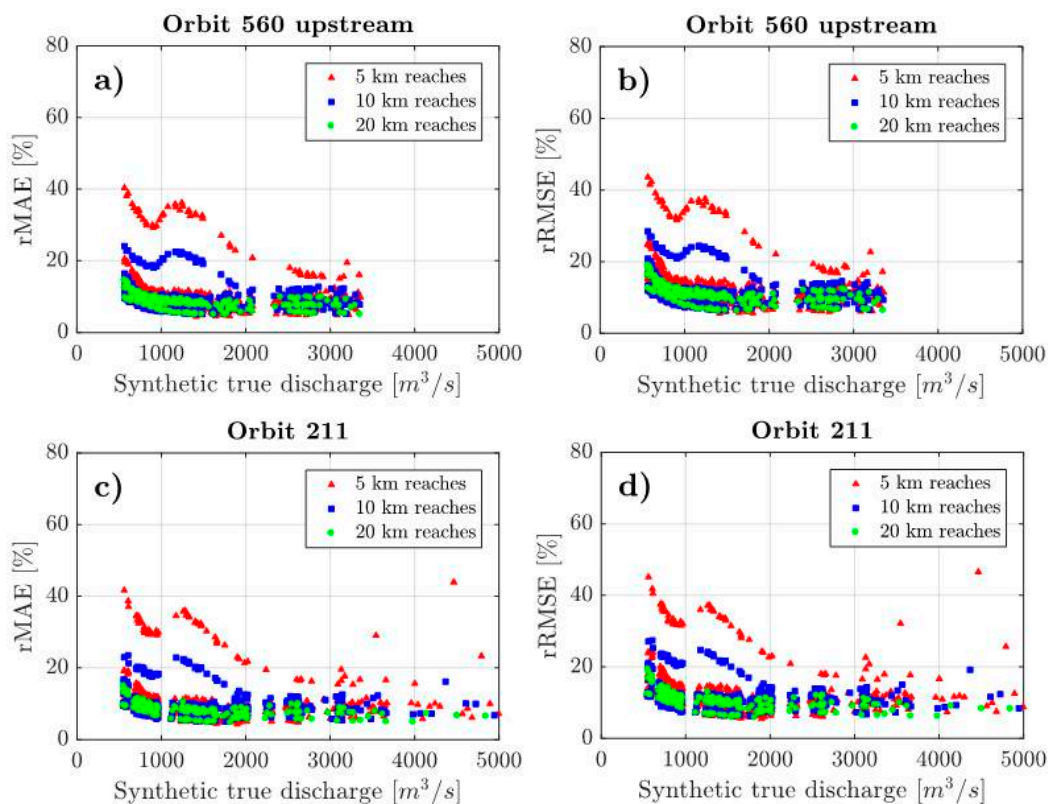 Orbit 560 upstream
a)
5 km reaches
10 km reaches
20 km reaches
rMAE [%]
80
60
40
20
0
0 1000 2000 3000 4000 5000
Synthetic true discharge [m³/s]
Orbit 560 upstream
b)
5 km reaches
10 km reaches
20 km reaches
rRMSE [%]
80
60
40
20
0
0 1000 2000 3000 4000 5000
Synthetic true discharge [m³/s]
Orbit 211
c)
5 km reaches
10 km reaches
20 km reaches
rMAE [%]
80
60
40
20
0
0 1000 2000 3000 4000 5000
Synthetic true discharge [m³/s]
Orbit 211
d)
5 km reaches
10 km reaches
20 km reaches
rRMSE [%]
80
60
40
20
0
0 1000 2000 3000 4000 5000
Synthetic true discharge [m³/s]